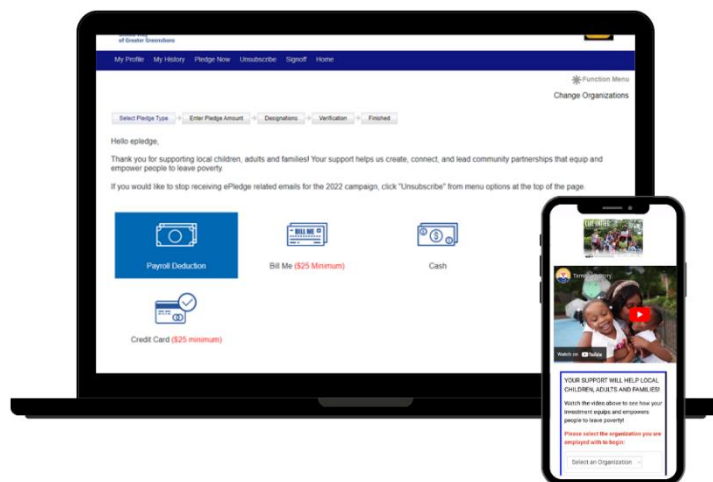 of Greater Greensboro
My Profile My History Pledge Now Unsubscribe Signoff Home
Function Menu
Change Organizations
Select Pledge Type Enter Pledge Amount Designations Verification Finished
Hello epledge,
Thank you for supporting local children, adults and families! Your support helps us create, connect, and lead community partnerships that equip and
empower people to leave poverty.
If you would like to stop receiving ePledge related emails for the 2022 campaign, click "Unsubscribe" from menu options at the top of the page.
BILL ME
Payroll Deduction
Bill Me ($25 Minimum)
Cash
Credit Card ($25 minimum)
Watch on YouTube
YOUR SUPPORT WILL HELP LOCAL
CHILDREN, ADULTS AND FAMILIES!
Watch the video above to see how your
investment equips and empowers
people to leave poverty!
Please select the organization you are
employed with to begin:
Select an Organization